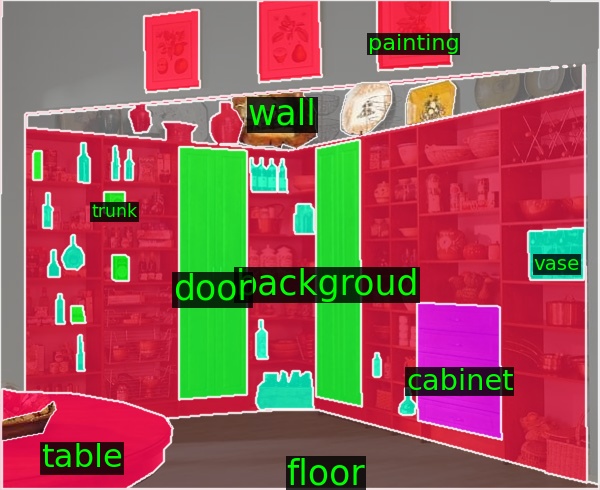 painting
wall
trunk
vase
door
backgroud
cabinet
table
floor